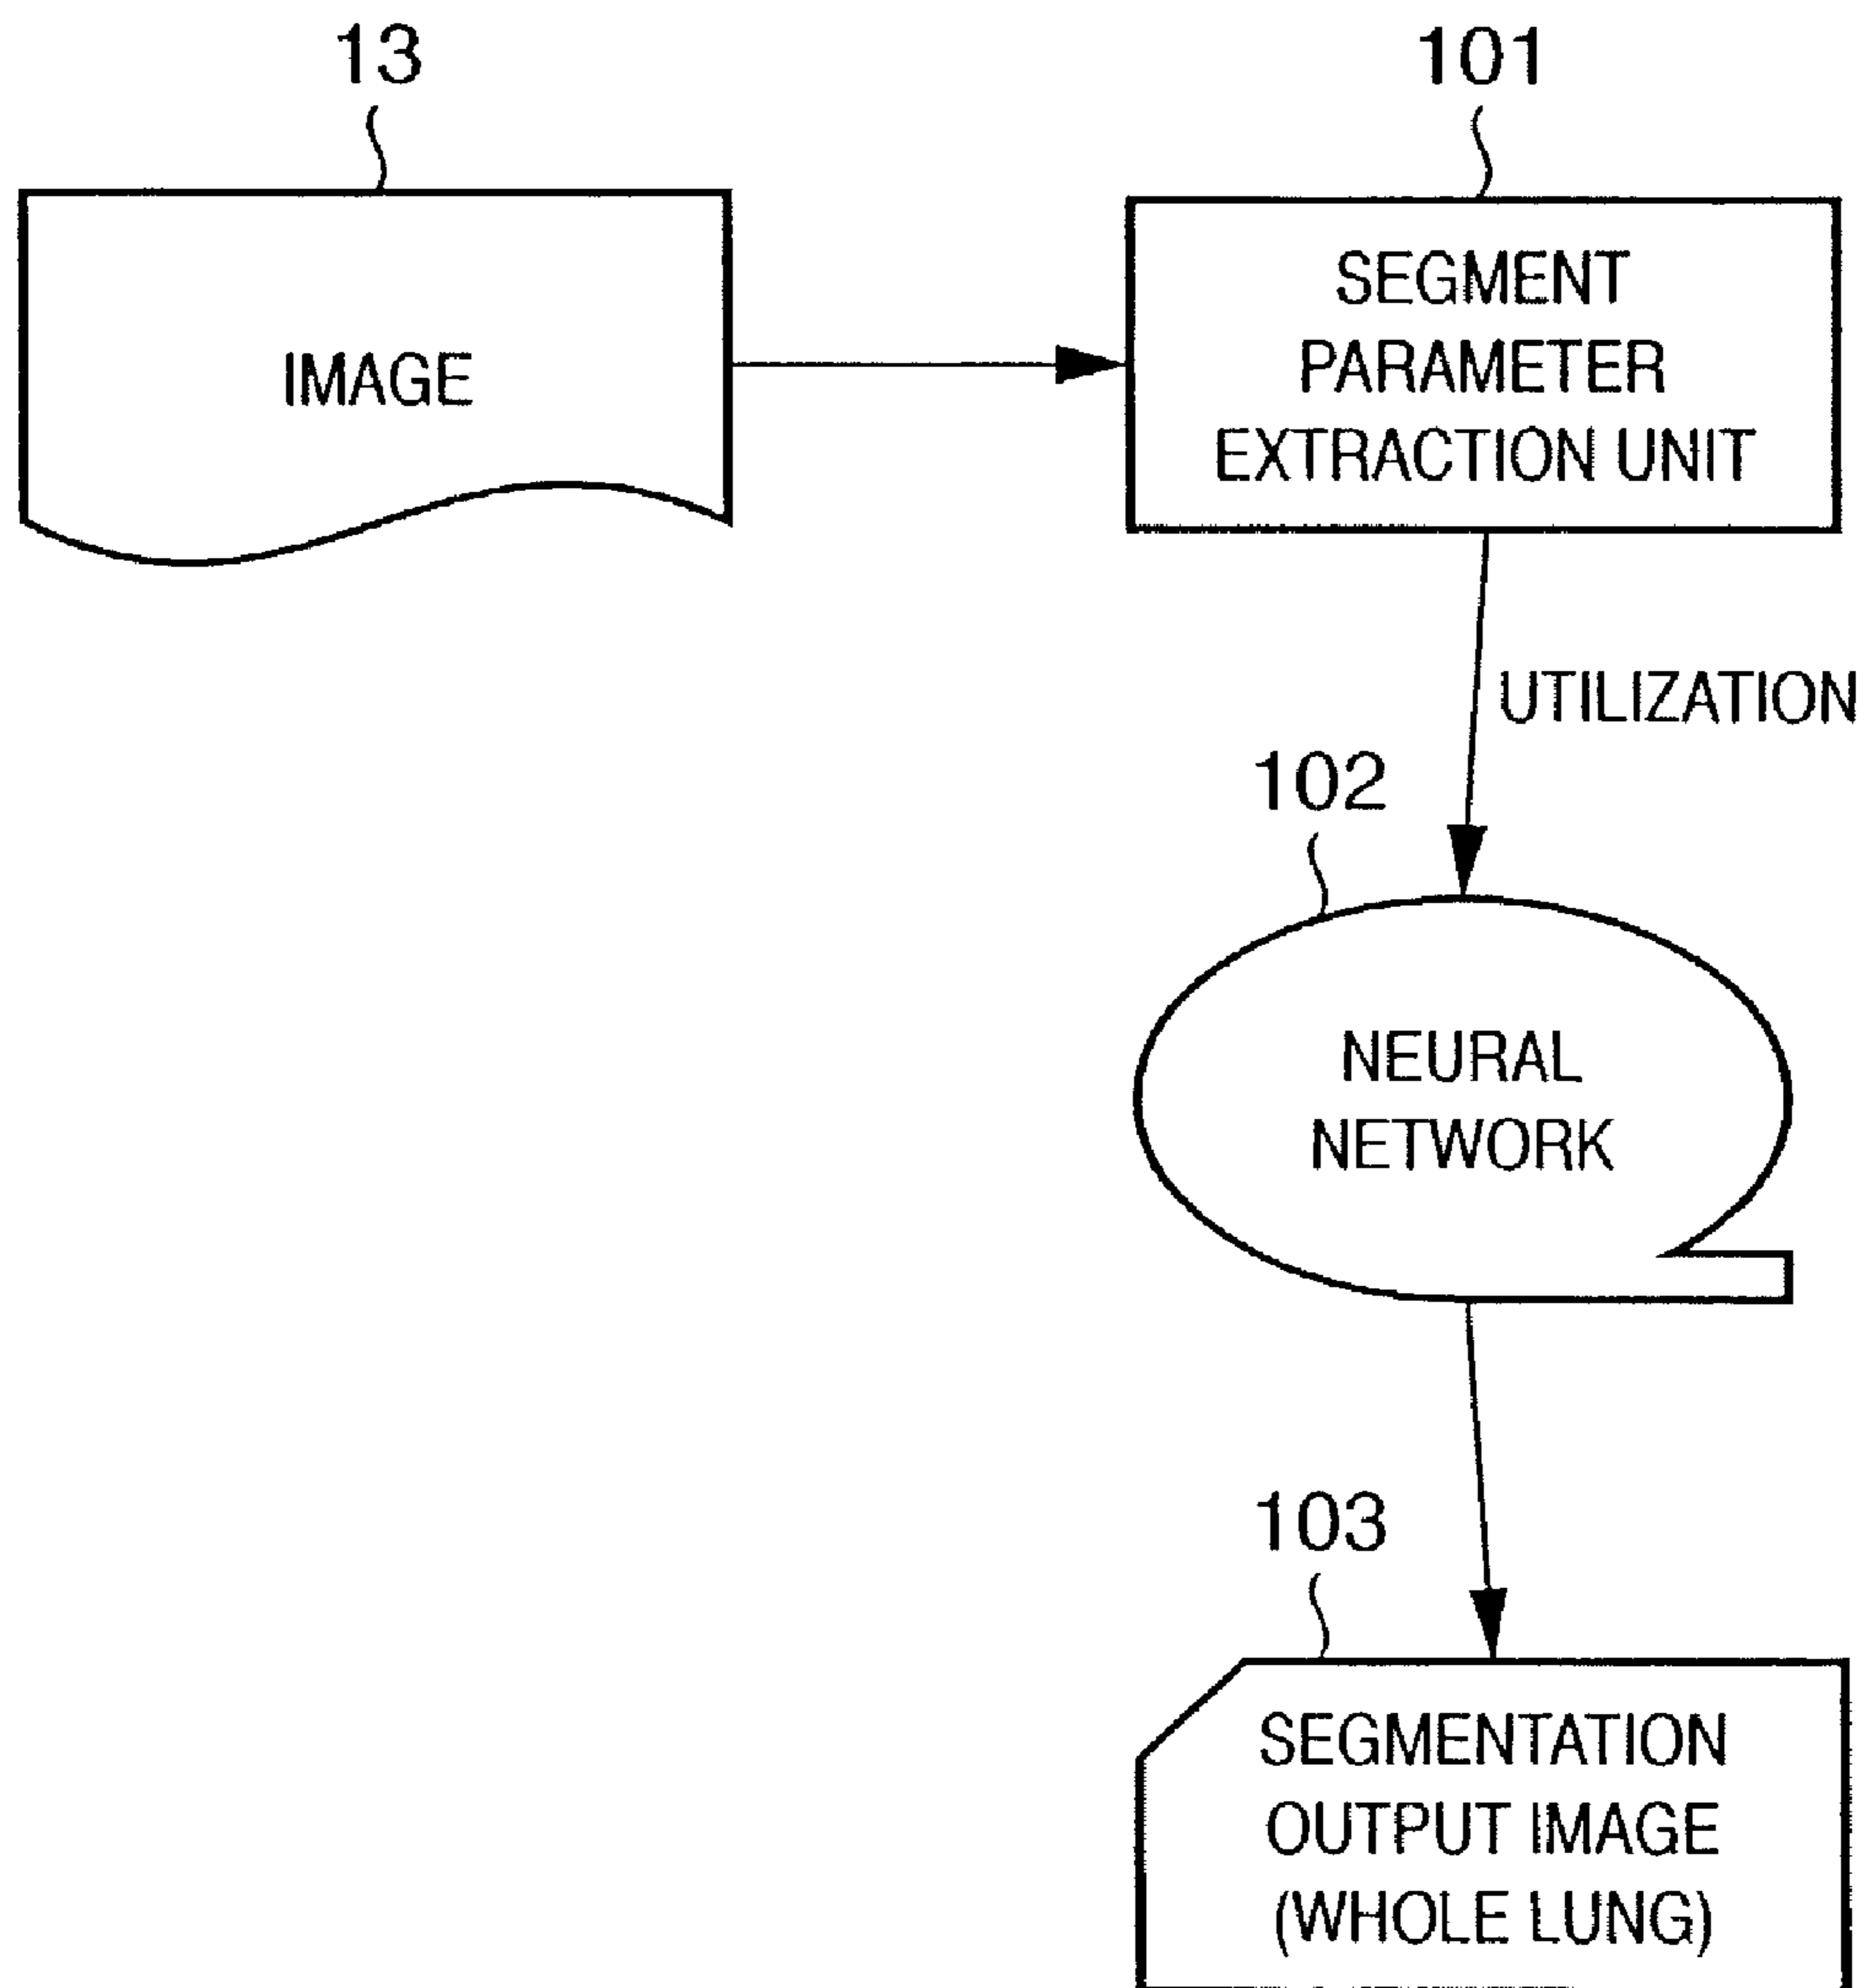 13
101
IMAGE
SEGMENT
PARAMETER
EXTRACTION UNIT
UTILIZATION
102
NEURAL
NETWORK
103
SEGMENTATION
OUTPUT IMAGE
(WHOLE LUNG)